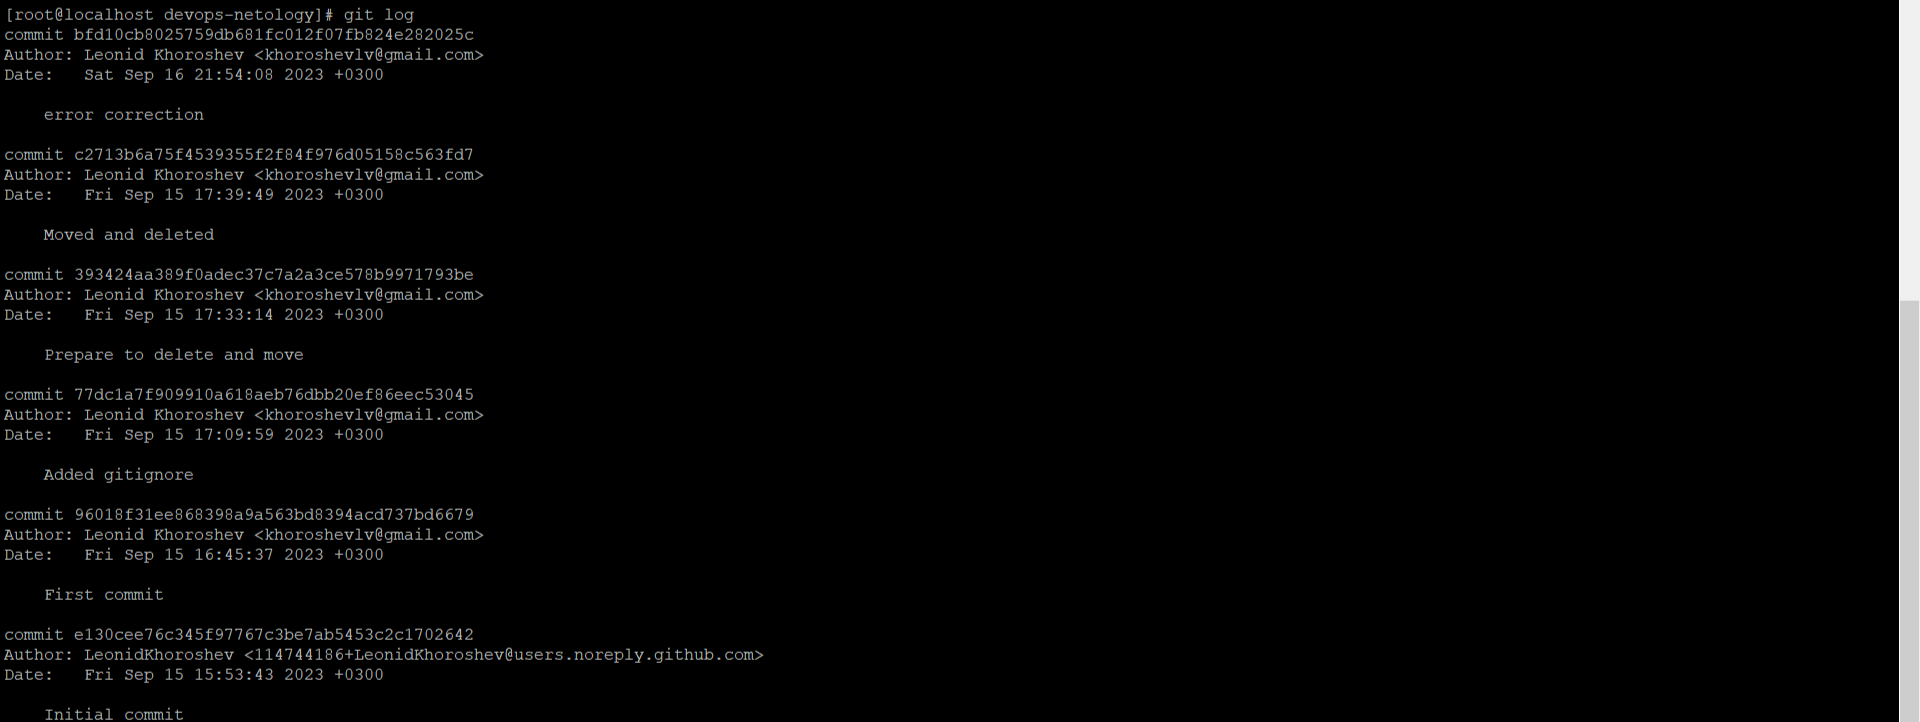 [root@localhost devops-netology]# git log
commit bfd10cb8025759db681fc012f07fb824e282025c
Author: Leonid Khoroshev <khoroshevlv@gmail.com>
Date:   Sat Sep 16 21:54:08 2023 +0300
    error correction
commit c2713b6a75f4539355f2f84f976d05158c563fd7
Author: Leonid Khoroshev <khoroshevlv@gmail.com>
Date:   Fri Sep 15 17:39:49 2023 +0300
    Moved and deleted
commit 393424aa389f0adec37c7a2a3ce578b9971793be
Author: Leonid Khoroshev <khoroshevlv@gmail.com>
Date:   Fri Sep 15 17:33:14 2023 +0300
    Prepare to delete and move
commit 77dc1a7f909910a618aeb76dbb20ef86eec53045
Author: Leonid Khoroshev <khoroshevlv@gmail.com>
Date:   Fri Sep 15 17:09:59 2023 +0300
    Added gitignore
commit 96018f31ee868398a9a563bd8394acd737bd6679
Author: Leonid Khoroshev <khoroshevlv@gmail.com>
Date:   Fri Sep 15 16:45:37 2023 +0300
    First commit
commit e130cee76c345f97767c3be7ab5453c2c1702642
Author: LeonidKhoroshev <114744186+LeonidKhoroshev@users.noreply.github.com>
Date:   Fri Sep 15 15:53:43 2023 +0300
    Initial commit